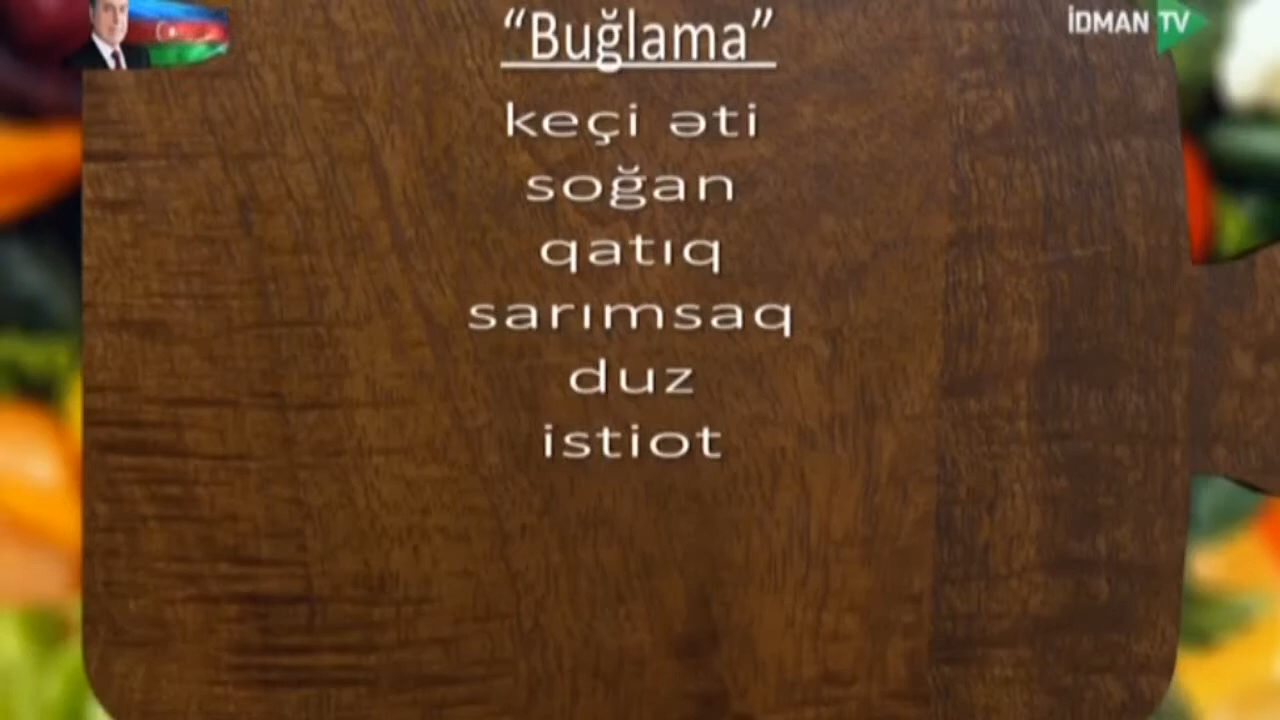 İDMAN TV
“Buğlama”
keçi əti
soğan
qatıq
sarımsaq
duz
istiot